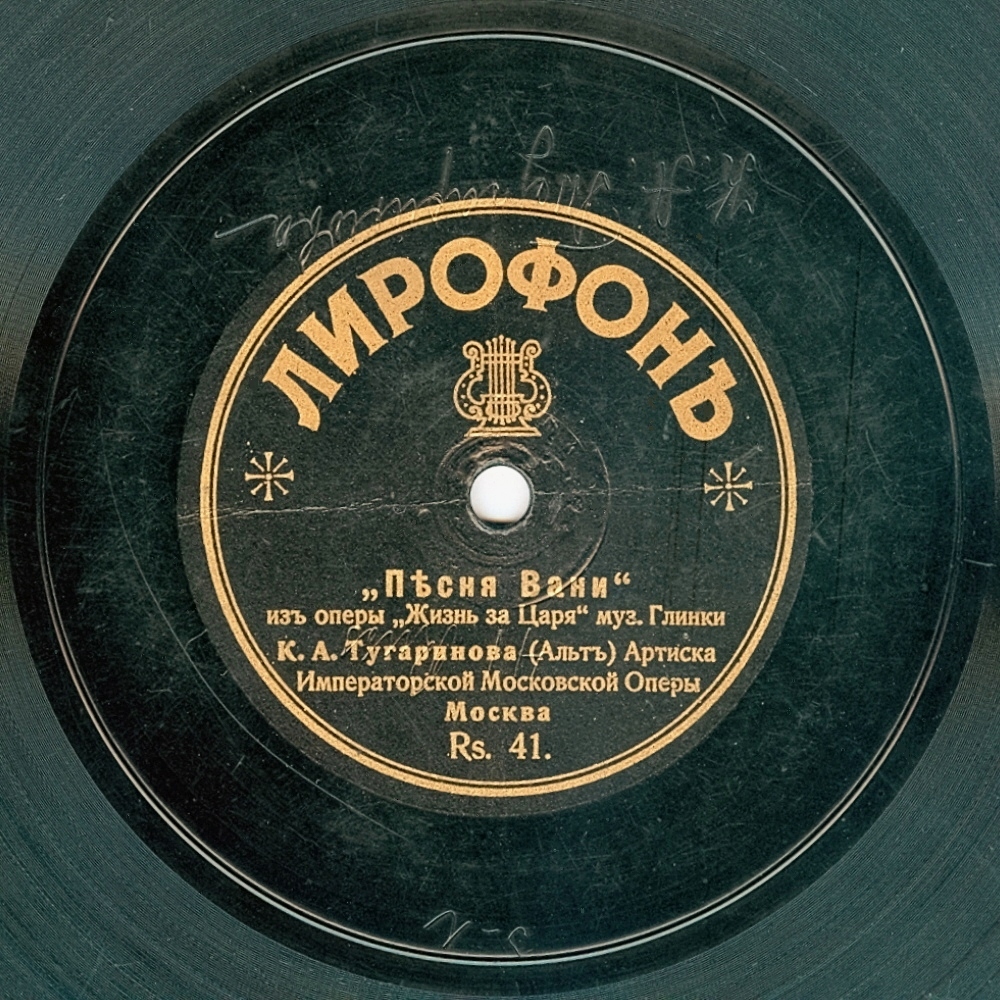 ЛИРОФОНЪ
„Пѣсня Вани“
изъ оперы „Жизнь за Царя“ муз. Глинки
К. А. Тугаринова (Альтъ) Артиска
Императорской Московской Оперы
Москва
Rs. 41.